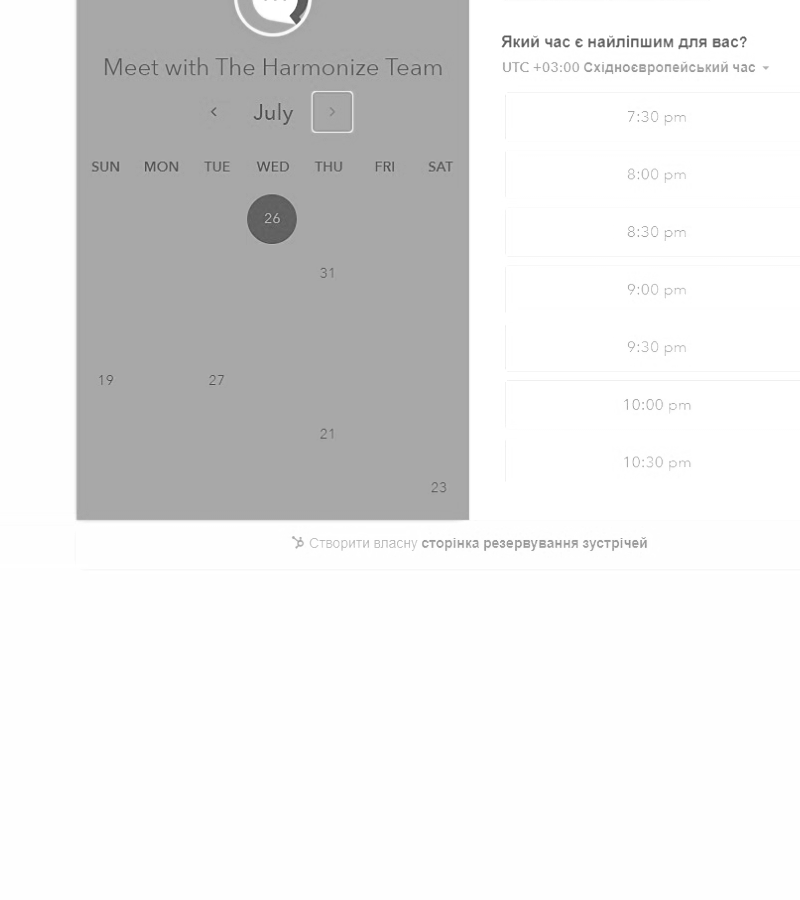 Meet with The Harmonize Team
July
SUN MON TUE WED THU FRI SAT
26
31
19 27
21
23
Який час є найліпшим для вас?
UTC +03:00 Східноєвропейський час
7:30 pm
8:00 pm
8:30 pm
9:00 pm
9:30 pm
10:00 pm
10:30 pm
Створити власну сторінка резервування зустрічей